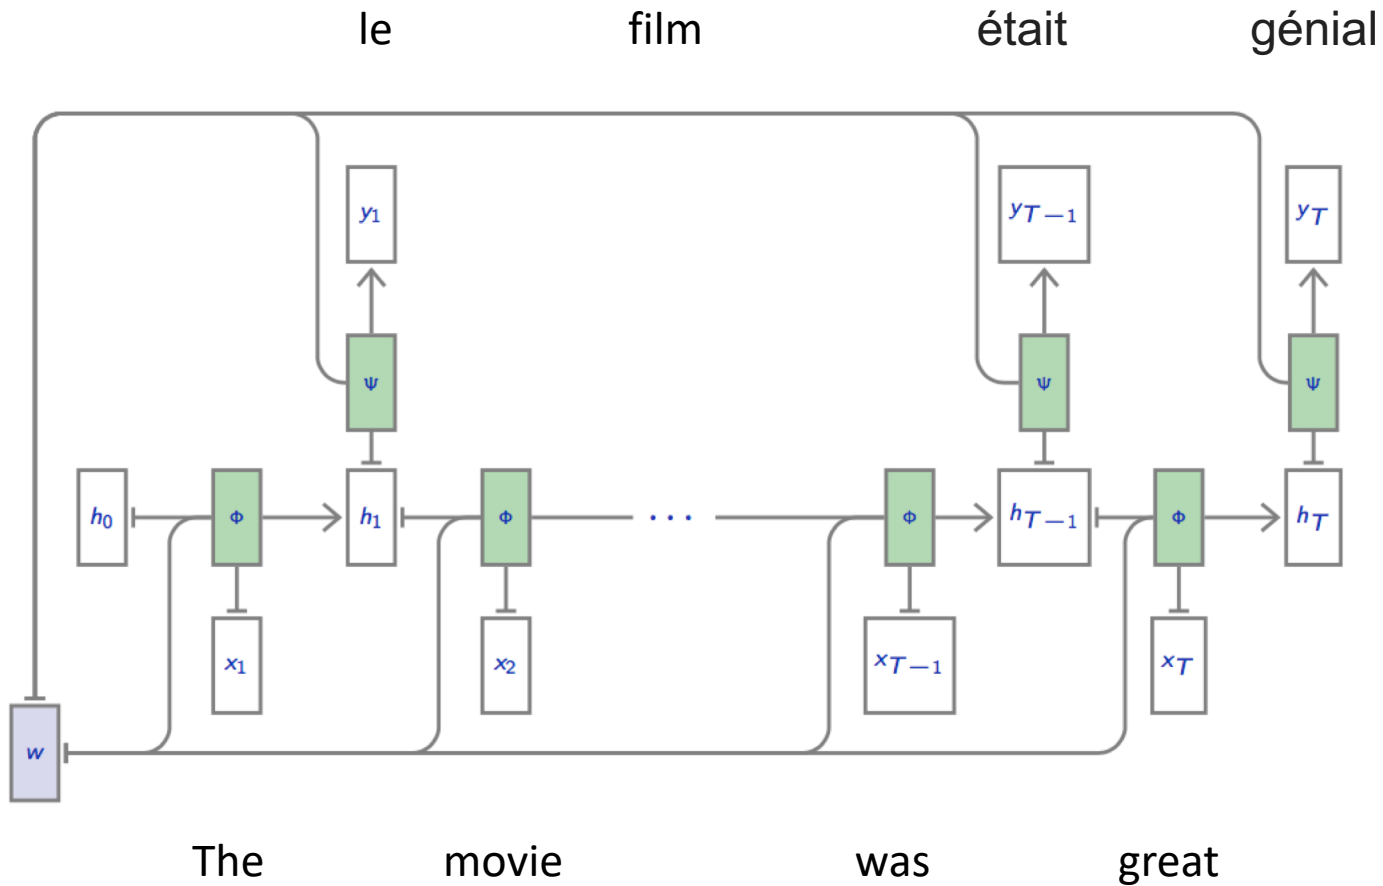 le film était génial
y1 yT−1 yT
Ψ Ψ Ψ
h0 Φ h1 Φ ... Φ hT−1 Φ hT
x1 x2 xT−1 xT
w
The movie was great